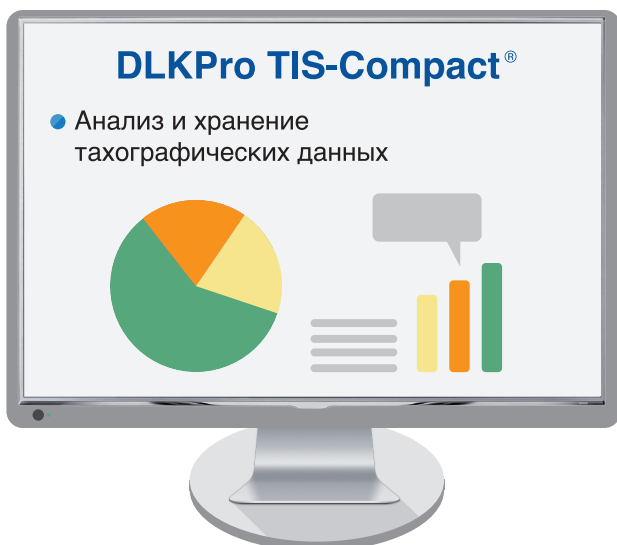 DLKPro TIS-Compact®
Анализ и хранение
тахографических данных